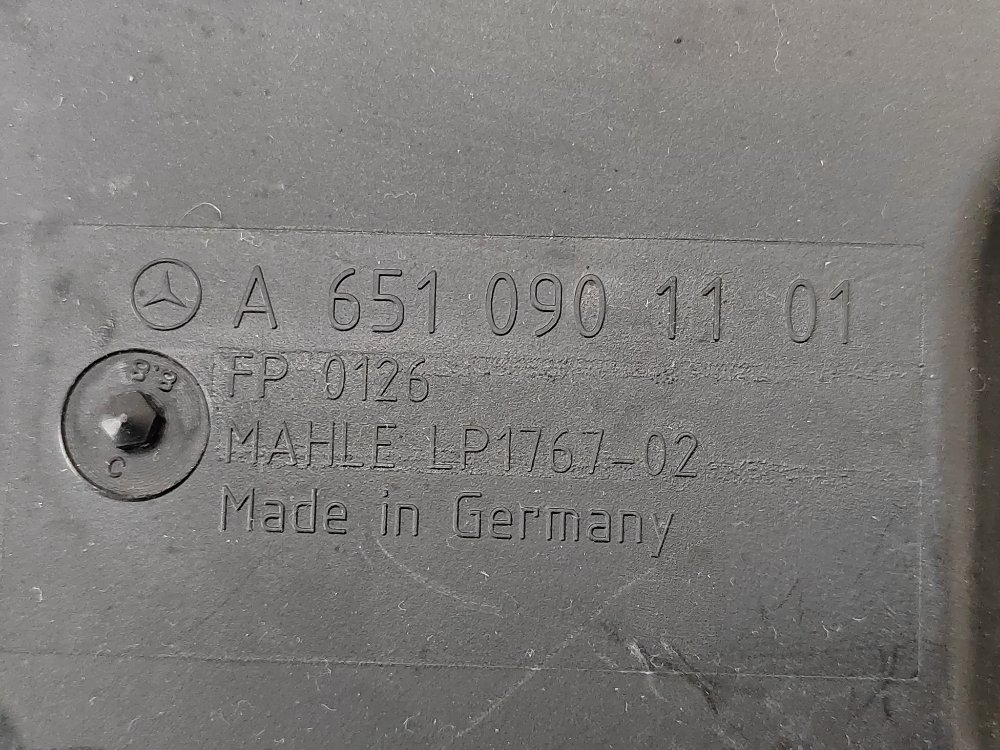 A 651 090 11 01
FP 0126
MAHLE LP1767-02
Made in Germany